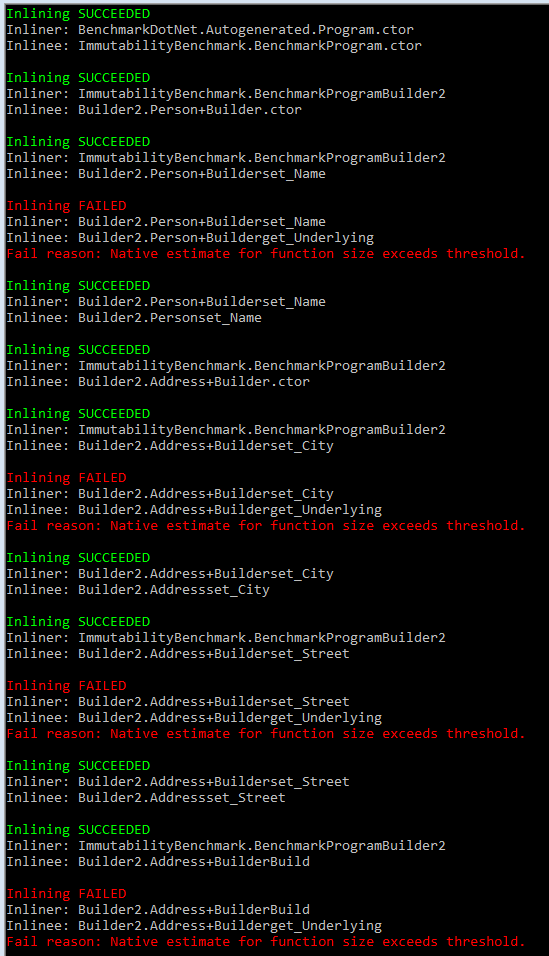 Inlining SUCCEEDED
Inliner: BenchmarkDotNet.Autogenerated.Program.ctor
Inlinee: ImmutabilityBenchmark.BenchmarkProgram.ctor
Inlining SUCCEEDED
Inliner: ImmutabilityBenchmark.BenchmarkProgramBuilder2
Inlinee: Builder2.Person+Builder.ctor
Inlining SUCCEEDED
Inliner: ImmutabilityBenchmark.BenchmarkProgramBuilder2
Inlinee: Builder2.Person+Builderset_Name
Inlining FAILED
Inliner: Builder2.Person+Builderset_Name
Inlinee: Builder2.Person+Builderget_Underlying
Fail reason: Native estimate for function size exceeds threshold.
Inlining SUCCEEDED
Inliner: Builder2.Person+Builderset_Name
Inlinee: Builder2.Personset_Name
Inlining SUCCEEDED
Inliner: ImmutabilityBenchmark.BenchmarkProgramBuilder2
Inlinee: Builder2.Address+Builder.ctor
Inlining SUCCEEDED
Inliner: ImmutabilityBenchmark.BenchmarkProgramBuilder2
Inlinee: Builder2.Address+Builderset_City
Inlining FAILED
Inliner: Builder2.Address+Builderset_City
Inlinee: Builder2.Address+Builderget_Underlying
Fail reason: Native estimate for function size exceeds threshold.
Inlining SUCCEEDED
Inliner: Builder2.Address+Builderset_City
Inlinee: Builder2.Addressset_City
Inlining SUCCEEDED
Inliner: ImmutabilityBenchmark.BenchmarkProgramBuilder2
Inlinee: Builder2.Address+Builderset_Street
Inlining FAILED
Inliner: Builder2.Address+Builderset_Street
Inlinee: Builder2.Address+Builderget_Underlying
Fail reason: Native estimate for function size exceeds threshold.
Inlining SUCCEEDED
Inliner: Builder2.Address+Builderset_Street
Inlinee: Builder2.Addressset_Street
Inlining SUCCEEDED
Inliner: ImmutabilityBenchmark.BenchmarkProgramBuilder2
Inlinee: Builder2.Address+BuilderBuild
Inlining FAILED
Inliner: Builder2.Address+BuilderBuild
Inlinee: Builder2.Address+Builderget_Underlying
Fail reason: Native estimate for function size exceeds threshold.